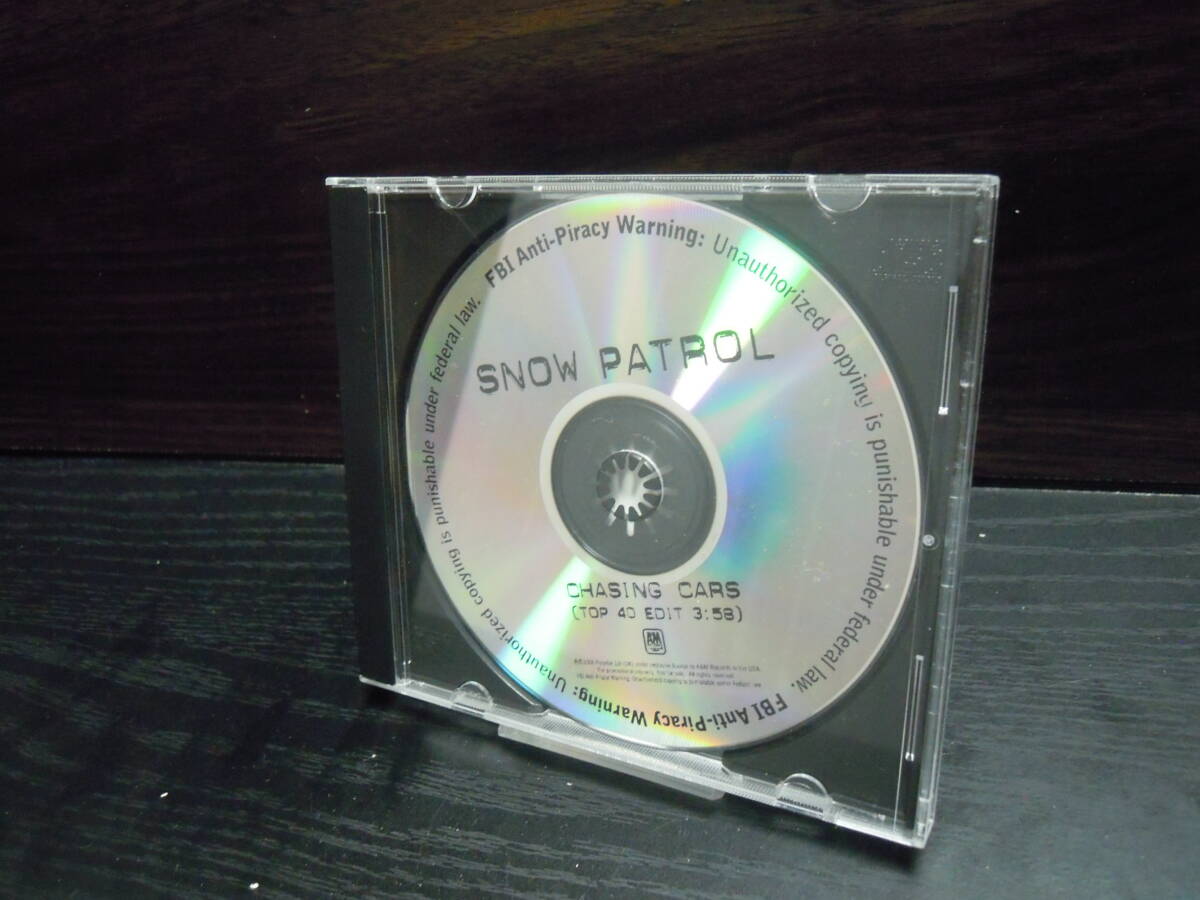 FBI Anti-Piracy Warning: Unauthorized copying is punishable under federal law.
SNOW PATROL
CHASING CARS
(TOP 40 EDIT 3:58)
A&M
FBI Anti-Piracy Warning: Unauthorized copying is punishable under federal law.